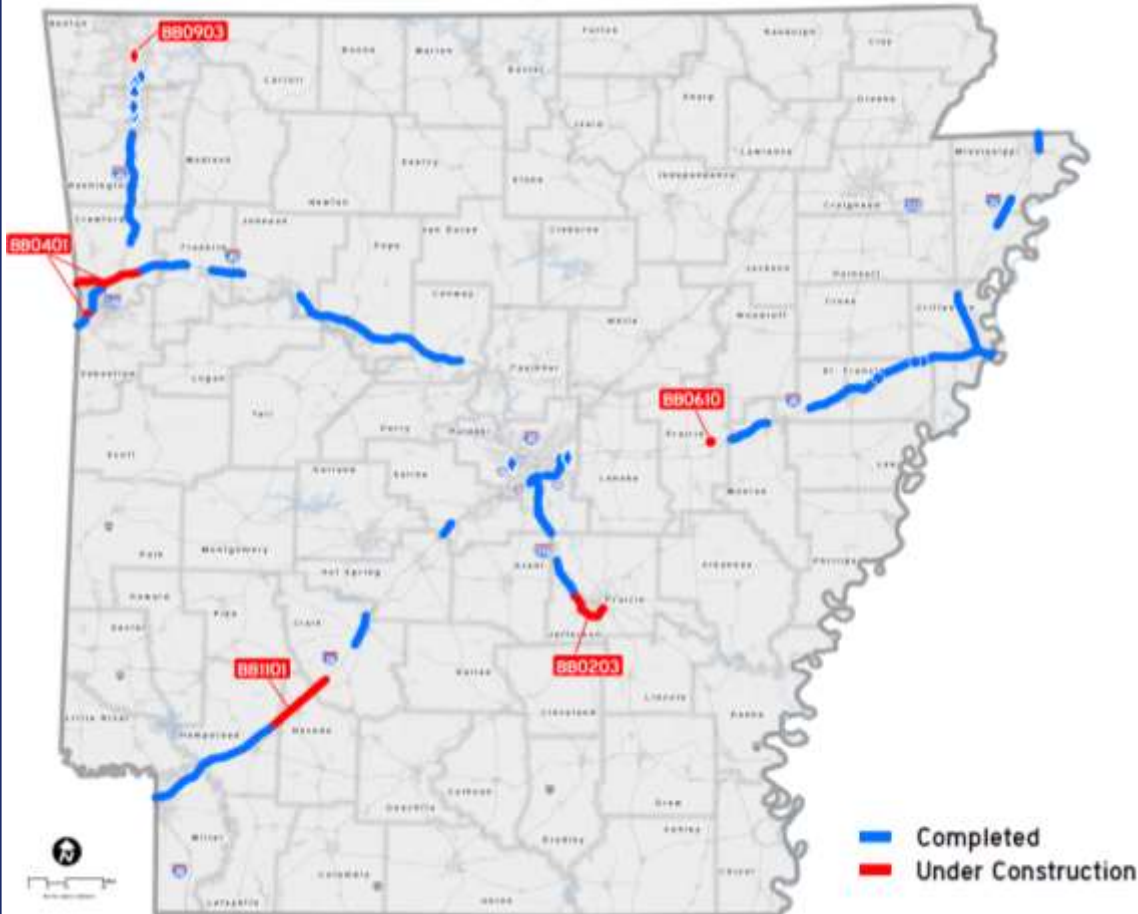 BB0903
Benton
Boone
Marion
Fulton
Randolph
Clay
Carroll
Baxter
Sharp
Greene
Izard
Lawrence
Mississippi
Madison
Searcy
Stone
Independence
Washington
Newton
Craighead
Crawford
Johnson
Van Buren
Cleburne
BB0401
Franklin
Pope
Jackson
Poinsett
Conway
Cross
Crittenden
White
Woodruff
Sebastian
Logan
Faulkner
St. Francis
BB0610
Yell
Perry
Pulaski
Prairie
Scott
Garland
Saline
Lonoke
Lee
Monroe
Polk
Montgomery
Grant
Arkansas
Phillips
Hot Spring
Howard
Pike
Clark
Prairie
Sevier
Jefferson
BB1101
BB0203
Dallas
Lincoln
Little River
Cleveland
Desha
Hempstead
Nevada
Calhoun
Ouachita
Drew
Miller
Bradley
Ashley
Completed
N
Columbia
Chicot
Under Construction
Lafayette
Union